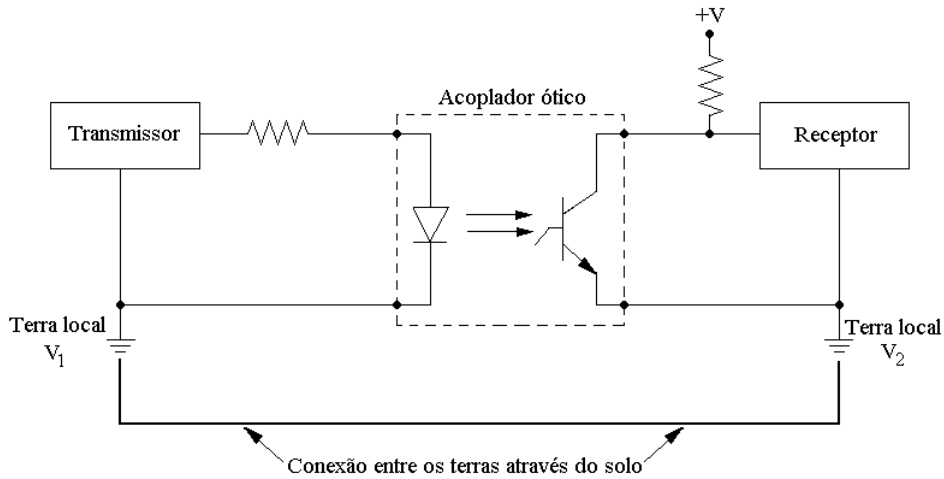 +V
Acoplador ótico
Transmissor
Receptor
Terra local
V1
Terra local
V2
Conexão entre os terras através do solo